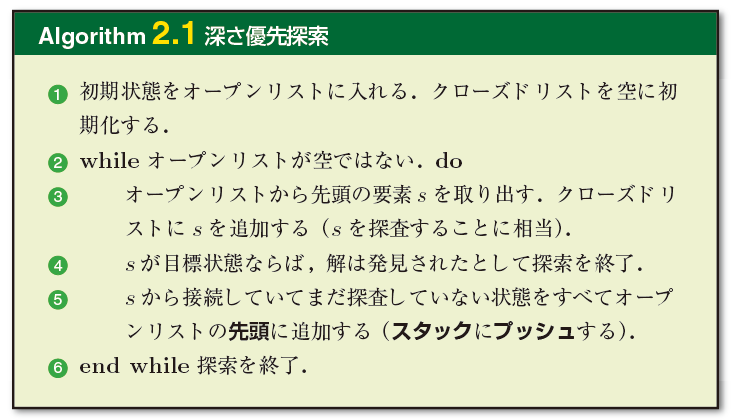 Algorithm 2.1 深さ優先探索
❶ 初期状態をオープンリストに入れる．クローズドリストを空に初
期化する．
❷ while オープンリストが空ではない．do
❸ オープンリストから先頭の要素 s を取り出す．クローズドリ
ストに s を追加する（s を探査することに相当）．
❹ s が目標状態ならば，解は発見されたとして探索を終了．
❺ s から接続していてまだ探査していない状態をすべてオープ
ンリストの先頭に追加する（スタックにプッシュする）．
❻ end while 探索を終了．